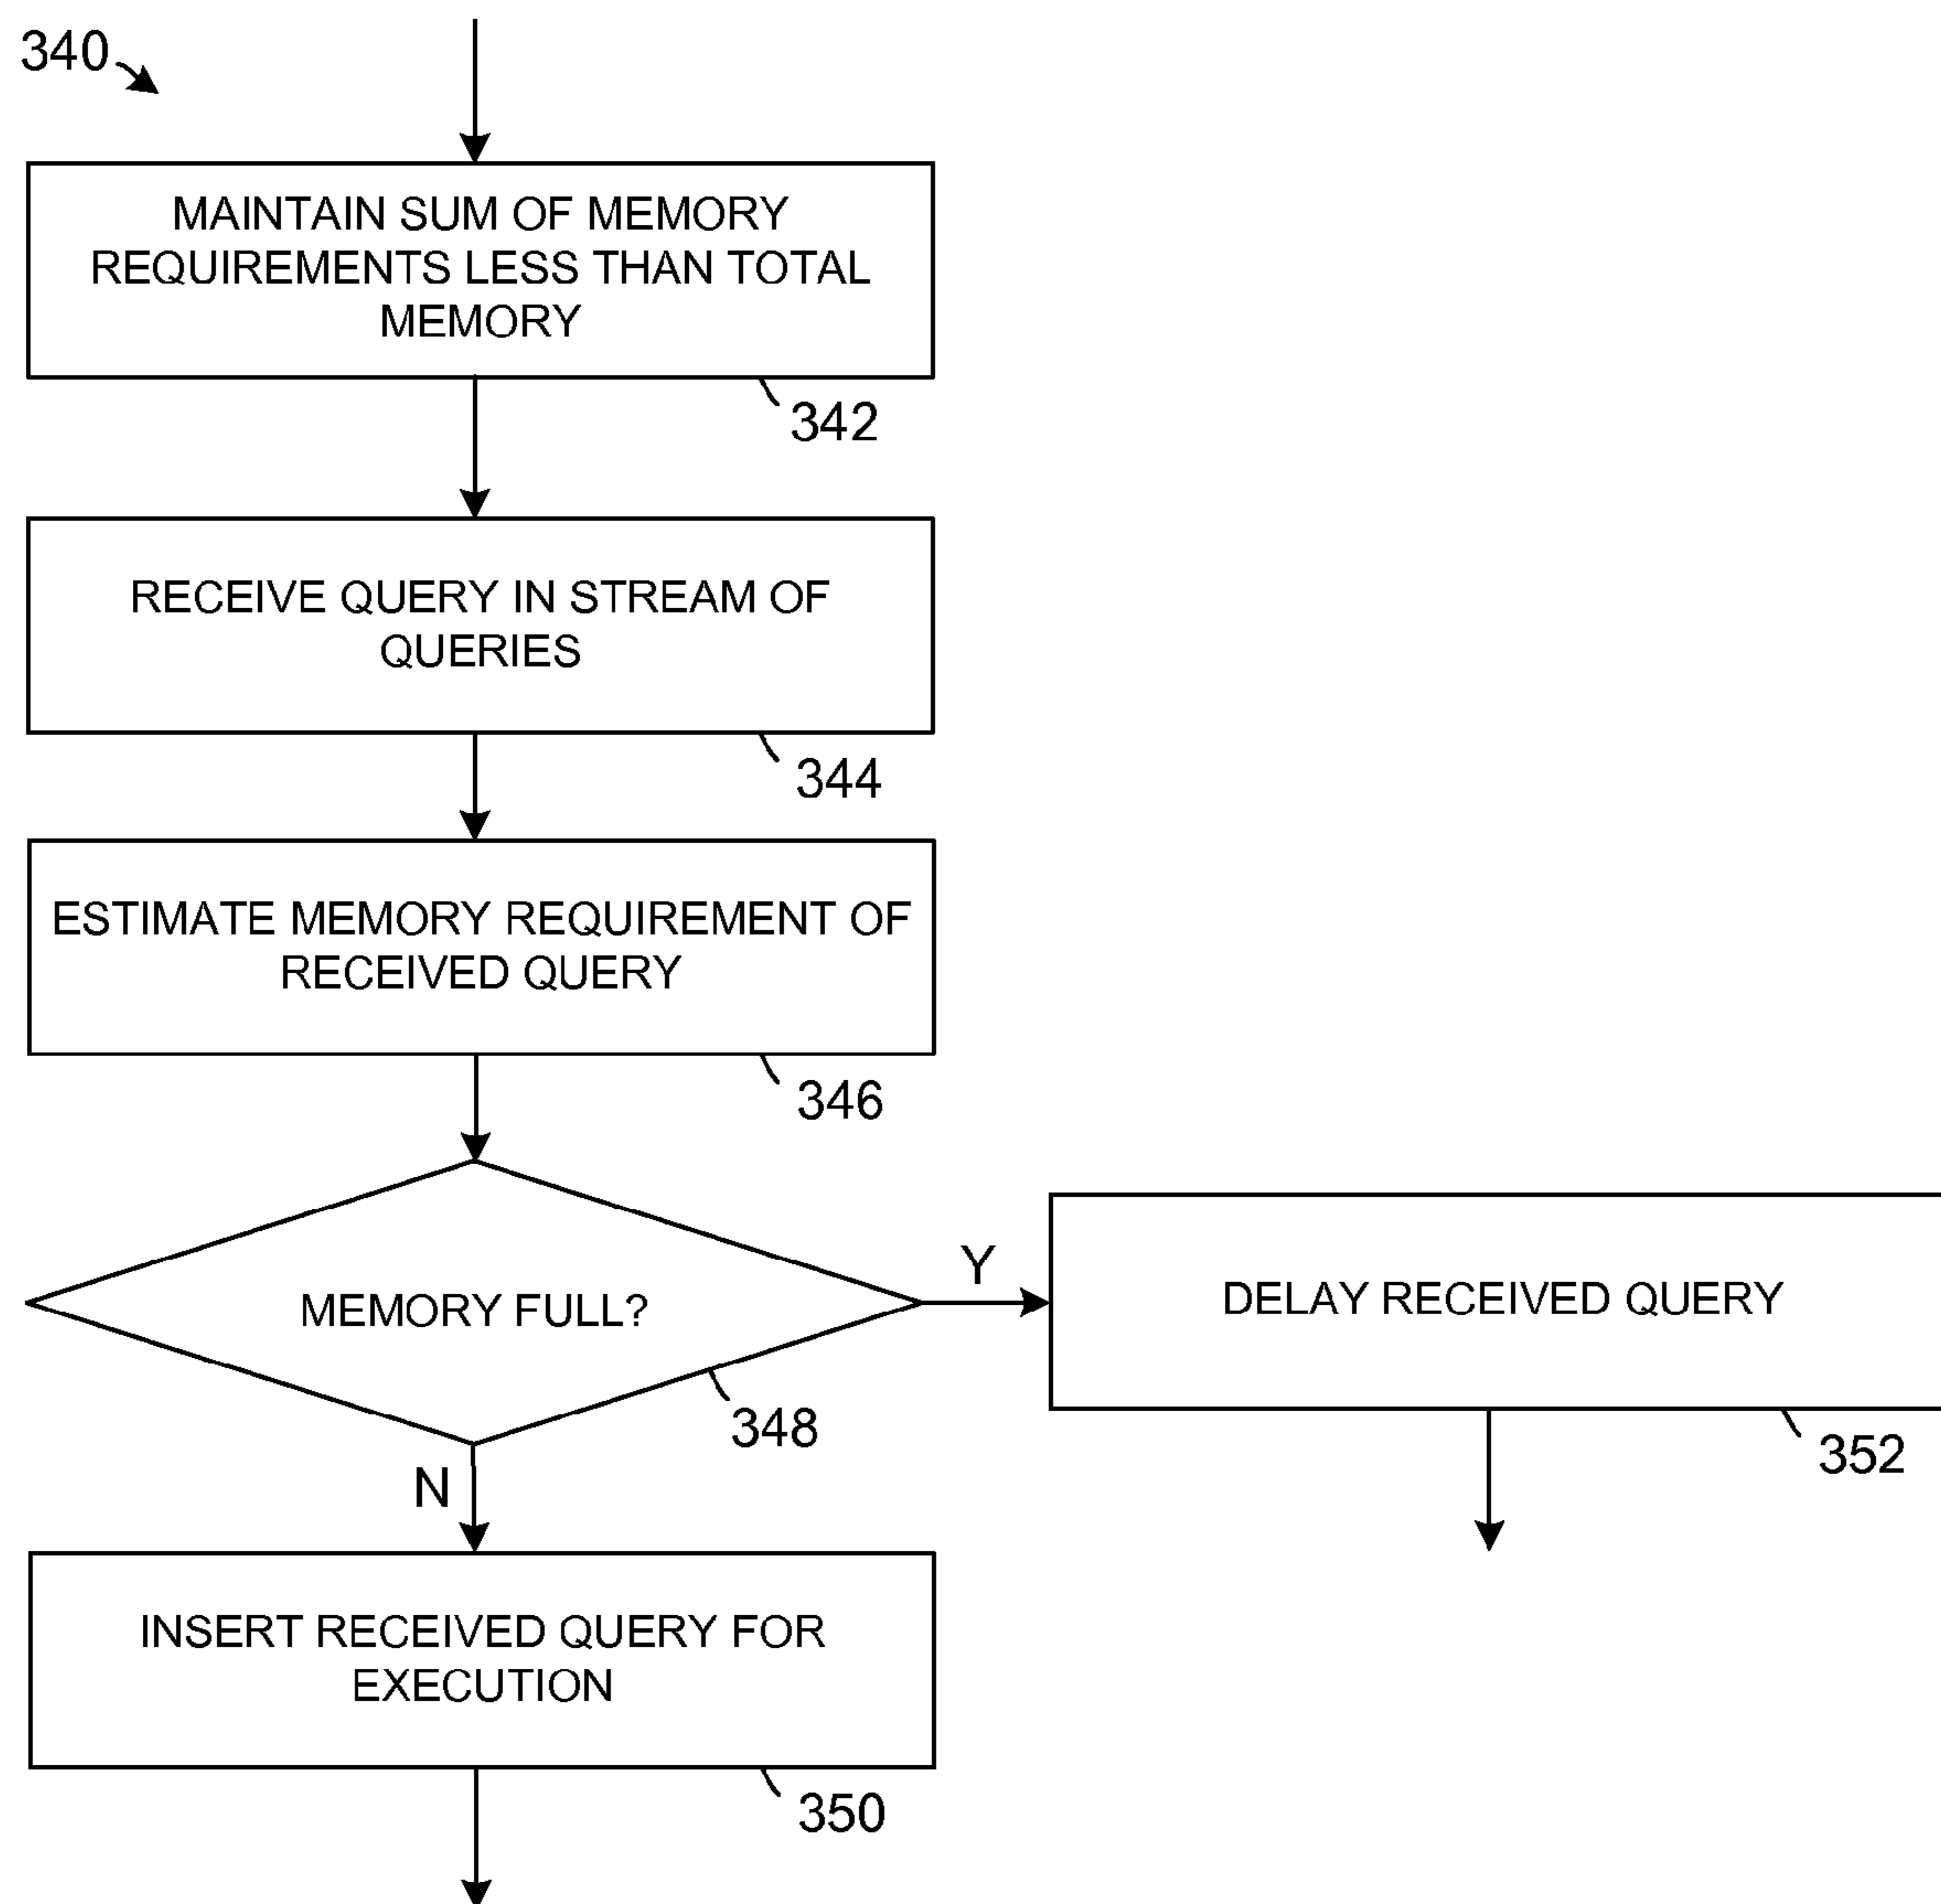 340
MAINTAIN SUM OF MEMORY
REQUIREMENTS LESS THAN TOTAL
MEMORY
342
RECEIVE QUERY IN STREAM OF
QUERIES
344
ESTIMATE MEMORY REQUIREMENT OF
RECEIVED QUERY
346
MEMORY FULL?
348
Y
DELAY RECEIVED QUERY
352
N
INSERT RECEIVED QUERY FOR
EXECUTION
350